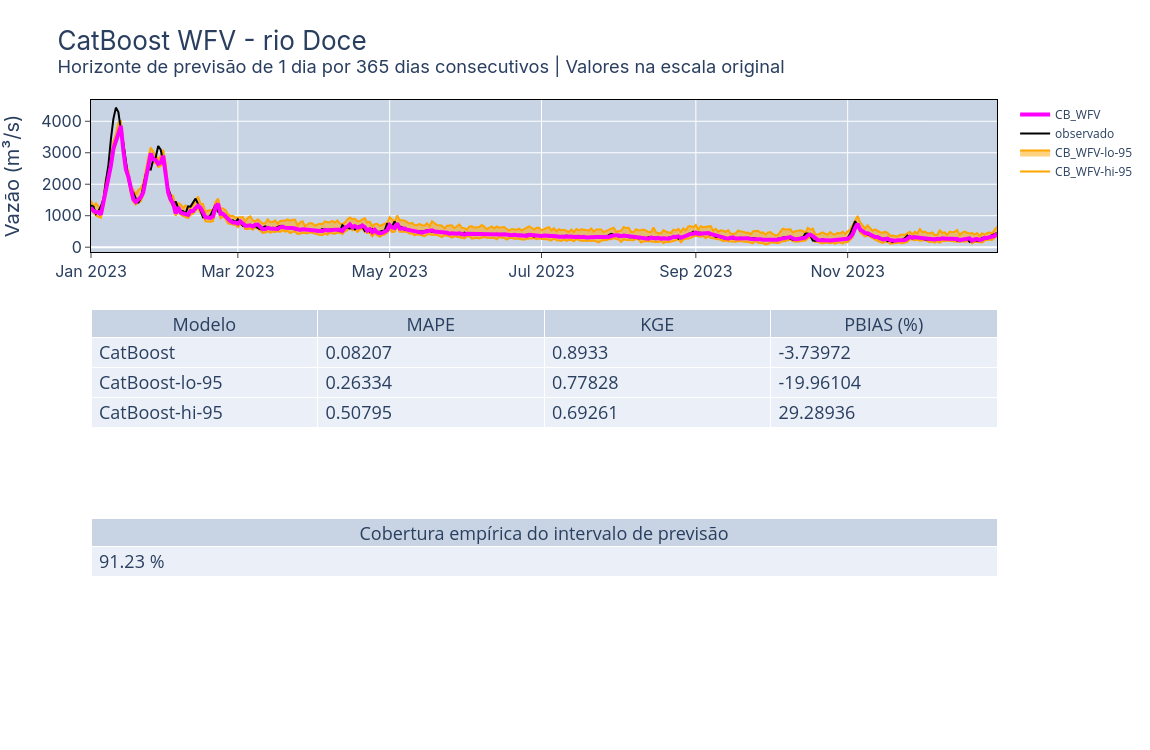 CatBoost WFV - rio Doce
Horizonte de previsão de 1 dia por 365 dias consecutivos | Valores na escala original
Vazão (m³/s)
4000
3000
2000
1000
0
Jan 2023 Mar 2023 May 2023 Jul 2023 Sep 2023 Nov 2023
CB_WFV
observado
CB_WFV-lo-95
CB_WFV-hi-95
Modelo MAPE KGE PBIAS (%)
CatBoost 0.08207 0.8933 -3.73972
CatBoost-lo-95 0.26334 0.77828 -19.96104
CatBoost-hi-95 0.50795 0.69261 29.28936
Cobertura empírica do intervalo de previsão
91.23 %